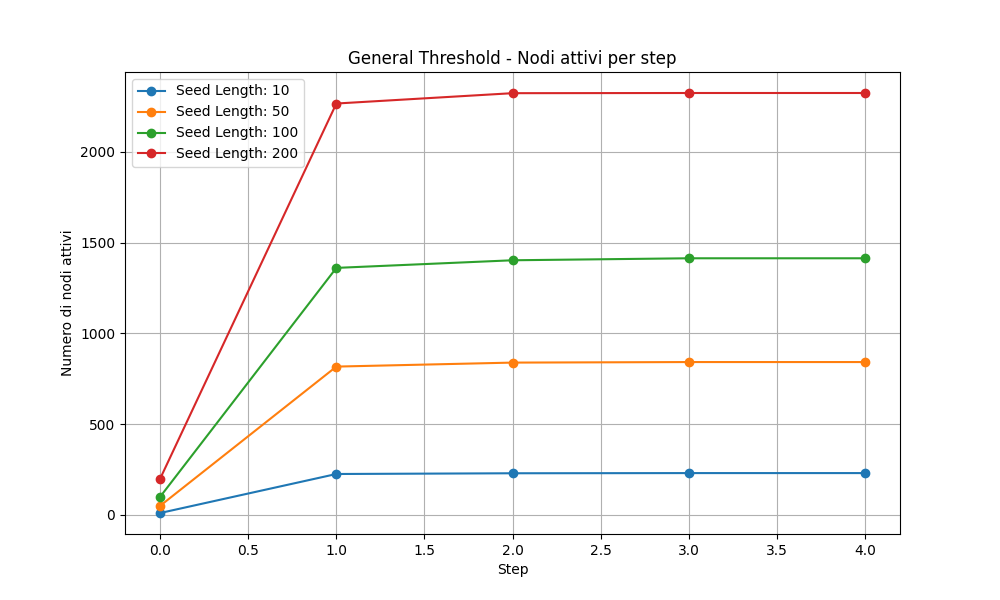 General Threshold - Nodi attivi per step
Seed Length: 10
Seed Length: 50
Seed Length: 100
Seed Length: 200
Numero di nodi attivi
2000
1500
1000
500
0
0.0 0.5 1.0 1.5 2.0 2.5 3.0 3.5 4.0
Step